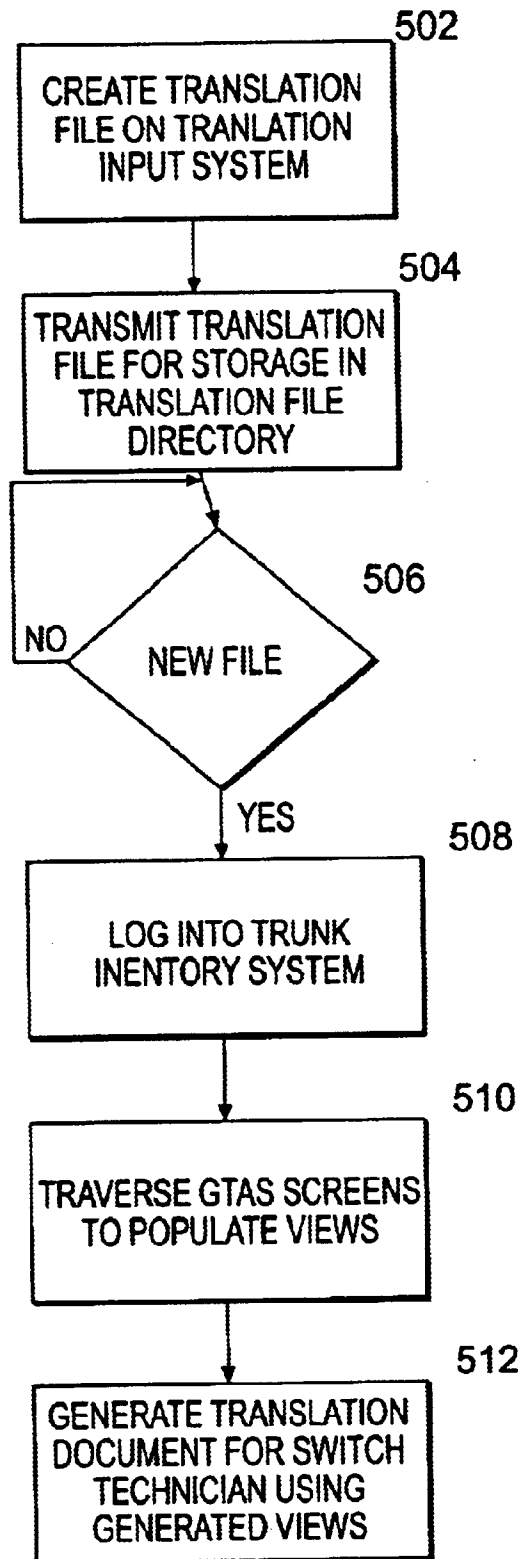 502
CREATE TRANSLATION
FILE ON TRANLATION
INPUT SYSTEM
504
TRANSMIT TRANSLATION
FILE FOR STORAGE IN
TRANSLATION FILE
DIRECTORY
506
NO
NEW FILE
YES
508
LOG INTO TRUNK
INENTORY SYSTEM
510
TRAVERSE GTAS SCREENS
TO POPULATE VIEWS
512
GENERATE TRANSLATION
DOCUMENT FOR SWITCH
TECHNICIAN USING
GENERATED VIEWS